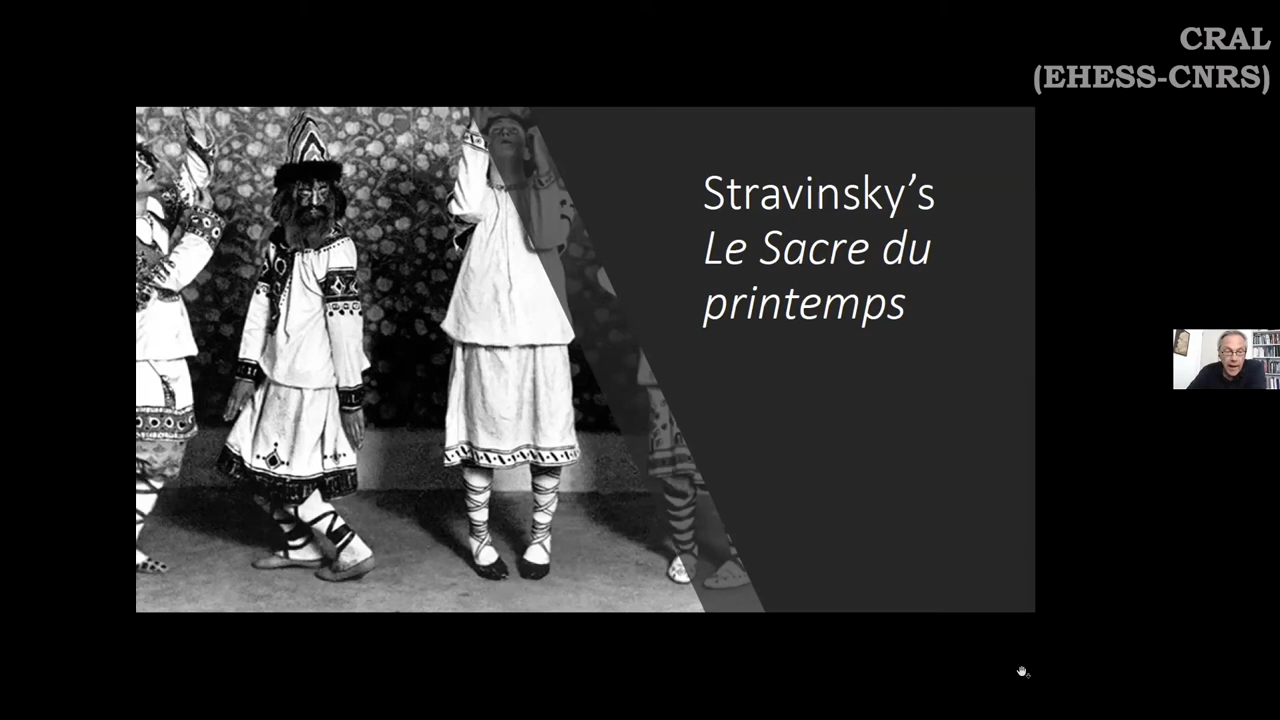 CRAL
(EHESS-CNRS)
Stravinsky’s
Le Sacre du
printemps